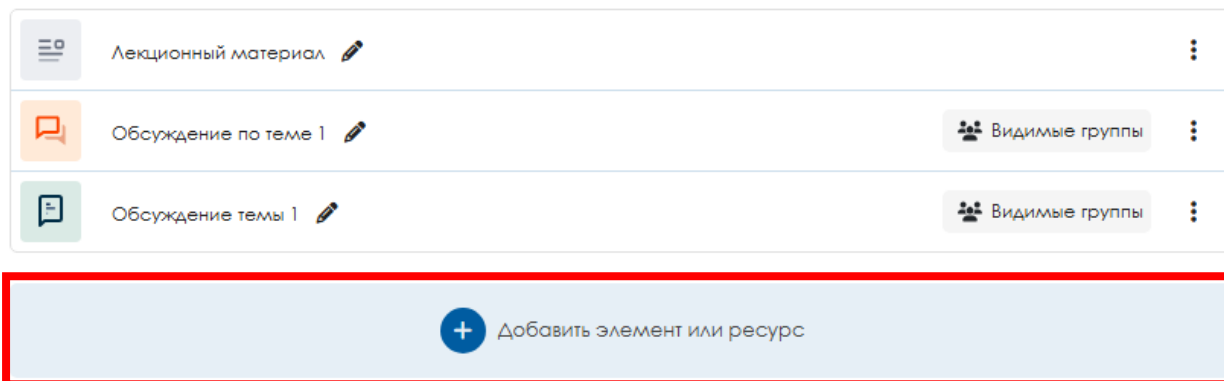 Лекционный материал
Обсуждение по теме 1
Видимые группы
Обсуждение темы 1
Видимые группы
Добавить элемент или ресурс